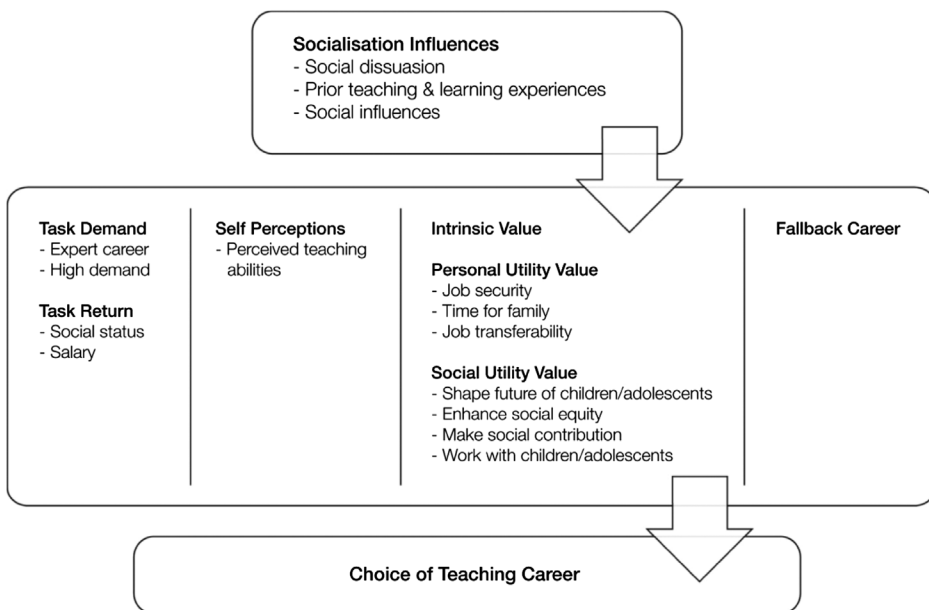 Socialisation Influences
- Social dissuasion
- Prior teaching & learning experiences
- Social influences
Task Demand
- Expert career
- High demand
Task Return
- Social status
- Salary
Self Perceptions
- Perceived teaching
abilities
Intrinsic Value
Personal Utility Value
- Job security
- Time for family
- Job transferability
Social Utility Value
- Shape future of children/adolescents
- Enhance social equity
- Make social contribution
- Work with children/adolescents
Fallback Career
Choice of Teaching Career